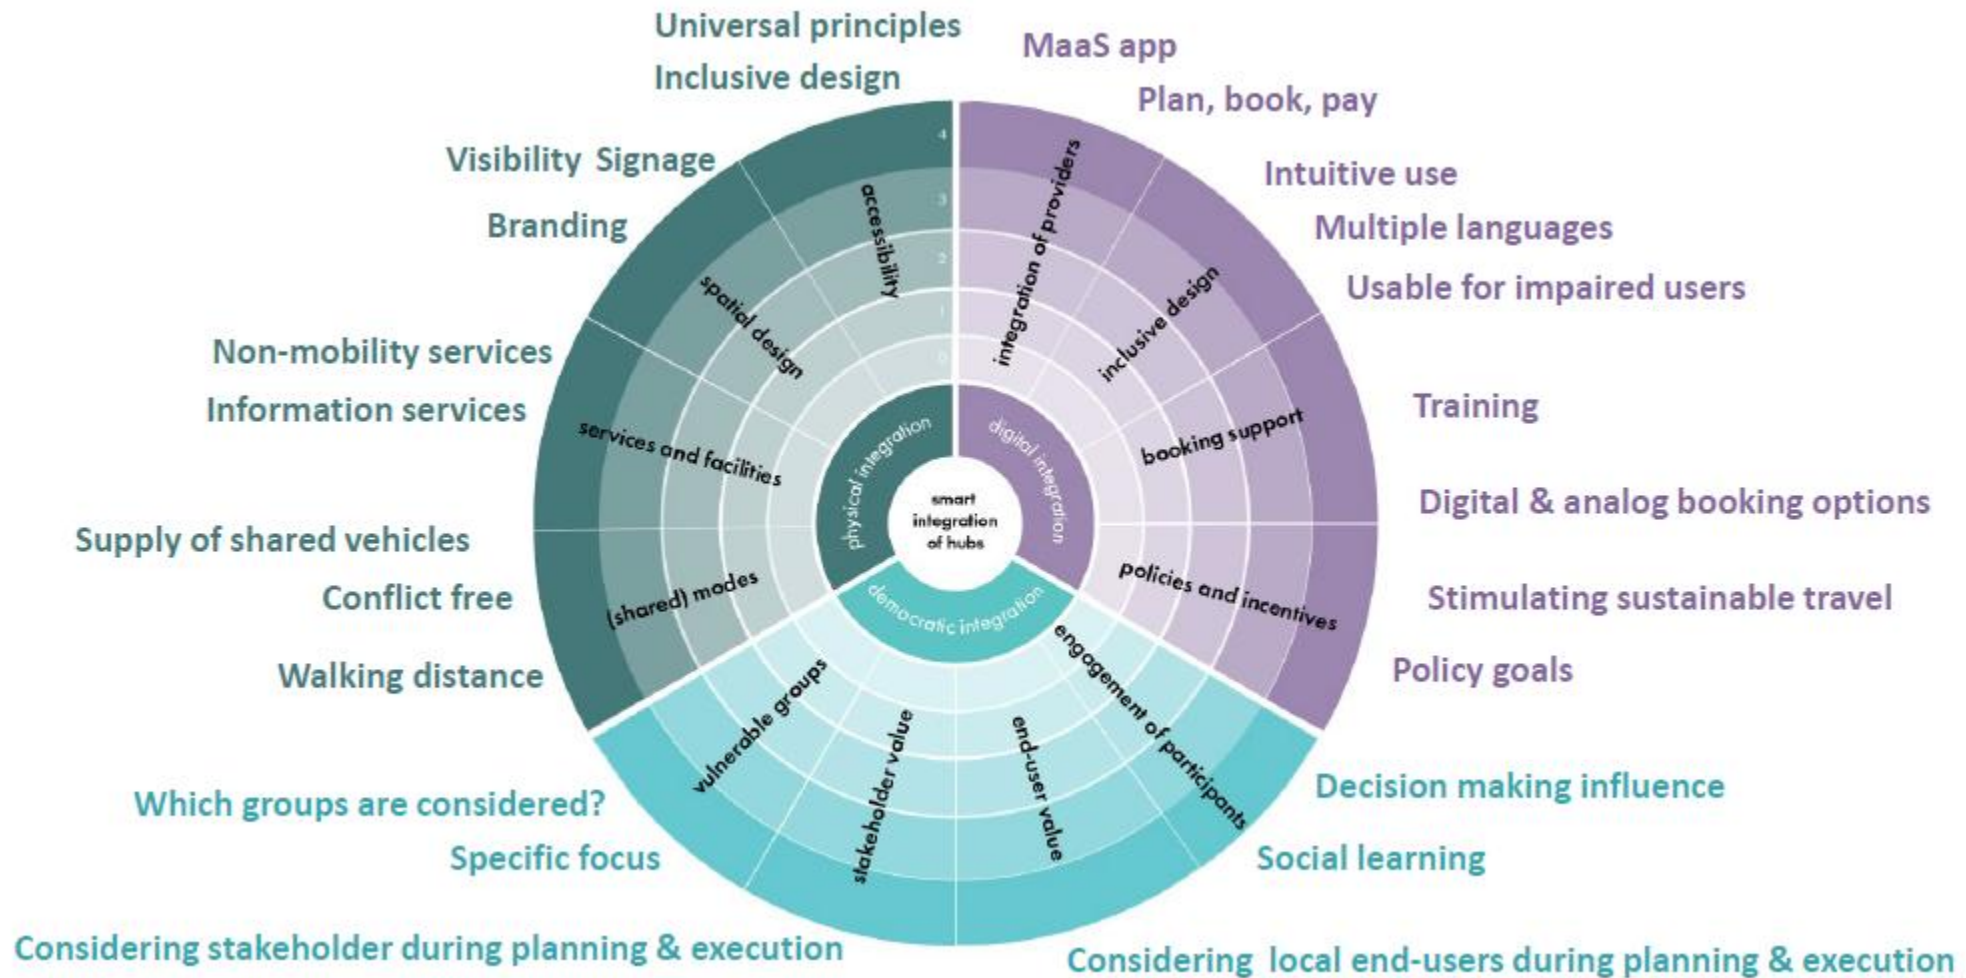 Universal principles
MaaS app
Inclusive design
Plan, book, pay
Visibility Signage
Intuitive use
Branding
Multiple languages
Usable for impaired users
Non-mobility services
Information services
Training
Supply of shared vehicles
Digital & analog booking options
Conflict free
Stimulating sustainable travel
Walking distance
Policy goals
Which groups are considered?
Decision making influence
Specific focus
Social learning
Considering stakeholder during planning & execution
Considering local end-users during planning & execution
4
3
2
1
0
accessibility
spatial design
services and facilities
(shared) modes
integration of providers
inclusive design
booking support
policies and incentives
engagement of participants
end-user value
stakeholder value
vulnerable groups
physical integration
digital integration
democratic integration
smart
integration
of hubs